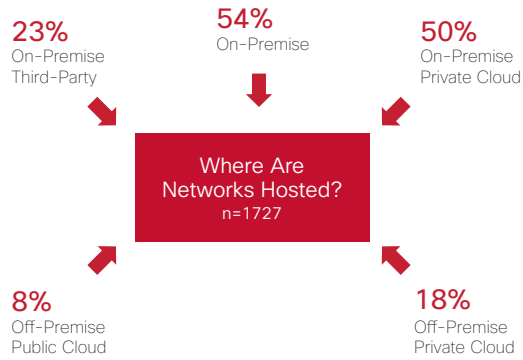 23%
On-Premise
Third-Party
54%
On-Premise
50%
On-Premise
Private Cloud
Where Are
Networks Hosted?
n=1727
8%
Off-Premise
Public Cloud
18%
Off-Premise
Private Cloud